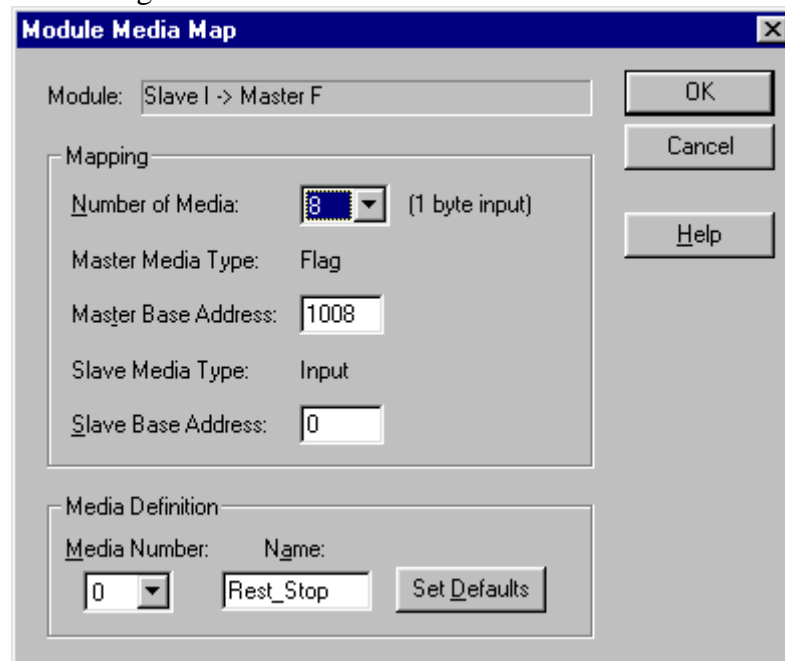 Module Media Map
Module: Slave I -> Master F
OK
Cancel
Help
Mapping
Number of Media: 8 (1 byte input)
Master Media Type: Flag
Master Base Address: 1008
Slave Media Type: Input
Slave Base Address: 0
Media Definition
Media Number: Name:
0 Rest_Stop Set Defaults